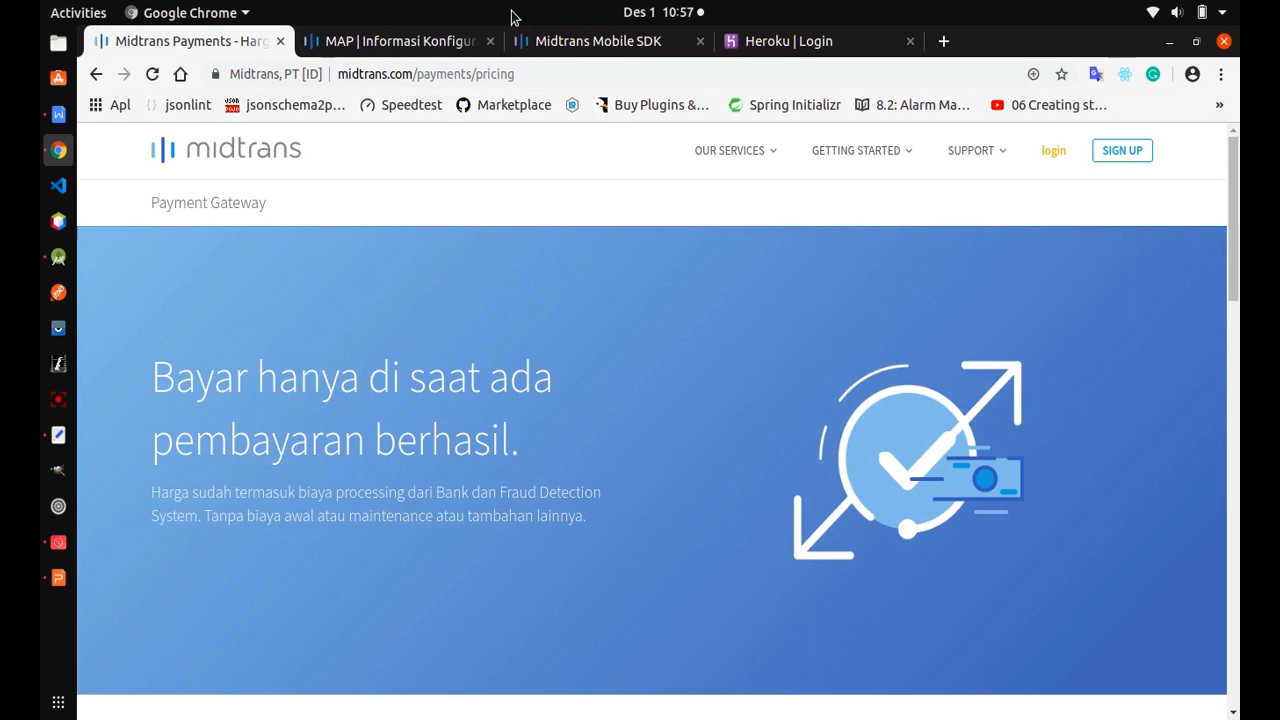 Activities Google Chrome Des 1 10:57
Midtrans Payments - Harg MAP | Informasi Konfigur Midtrans Mobile SDK Heroku | Login
Midtrans, PT [ID] midtrans.com/payments/pricing
Apl jsonlint jsonschema2p... Speedtest Marketplace Buy Plugins &... Spring Initializr 8.2: Alarm Ma... 06 Creating st... »
midtrans OUR SERVICES GETTING STARTED SUPPORT login SIGN UP
Payment Gateway
Bayar hanya di saat ada
pembayaran berhasil.
Harga sudah termasuk biaya processing dari Bank dan Fraud Detection
System. Tanpa biaya awal atau maintenance atau tambahan lainnya.